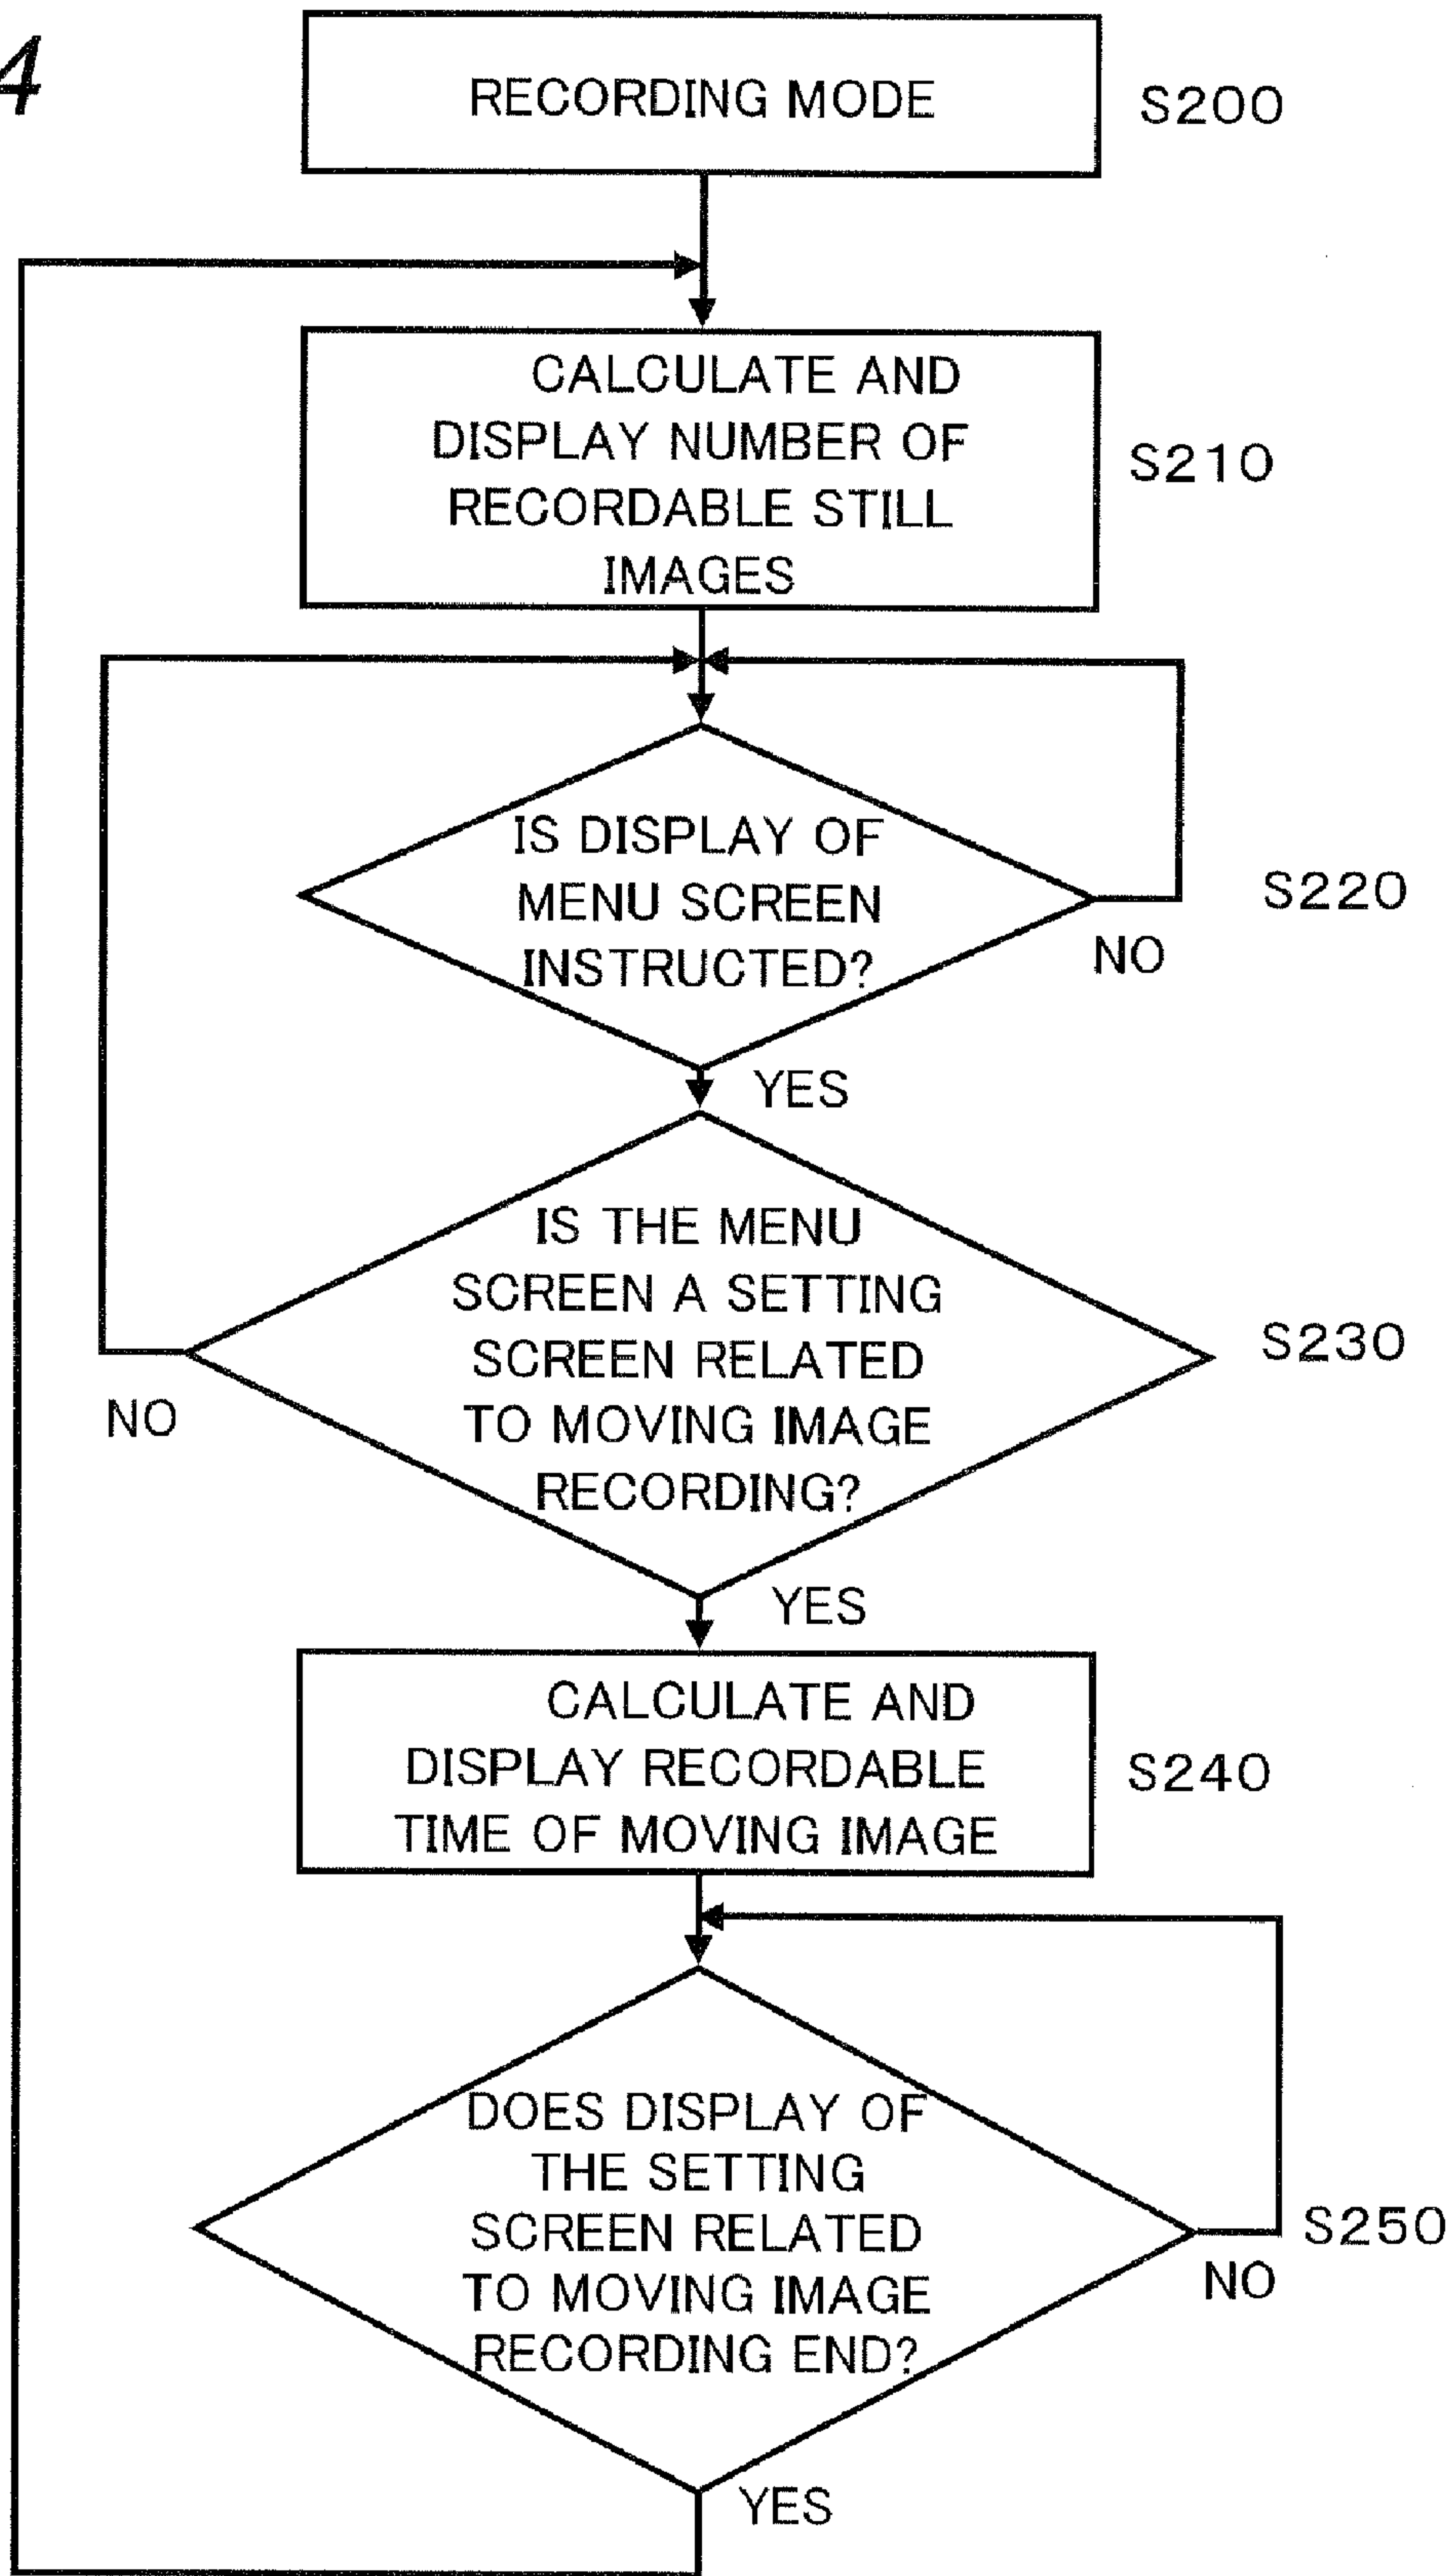 4
RECORDING MODE
S200
CALCULATE AND
DISPLAY NUMBER OF
RECORDABLE STILL
IMAGES
S210
IS DISPLAY OF
MENU SCREEN
INSTRUCTED?
S220
NO
YES
IS THE MENU
SCREEN A SETTING
SCREEN RELATED
TO MOVING IMAGE
RECORDING?
S230
NO
YES
CALCULATE AND
DISPLAY RECORDABLE
TIME OF MOVING IMAGE
S240
DOES DISPLAY OF
THE SETTING
SCREEN RELATED
TO MOVING IMAGE
RECORDING END?
S250
NO
YES